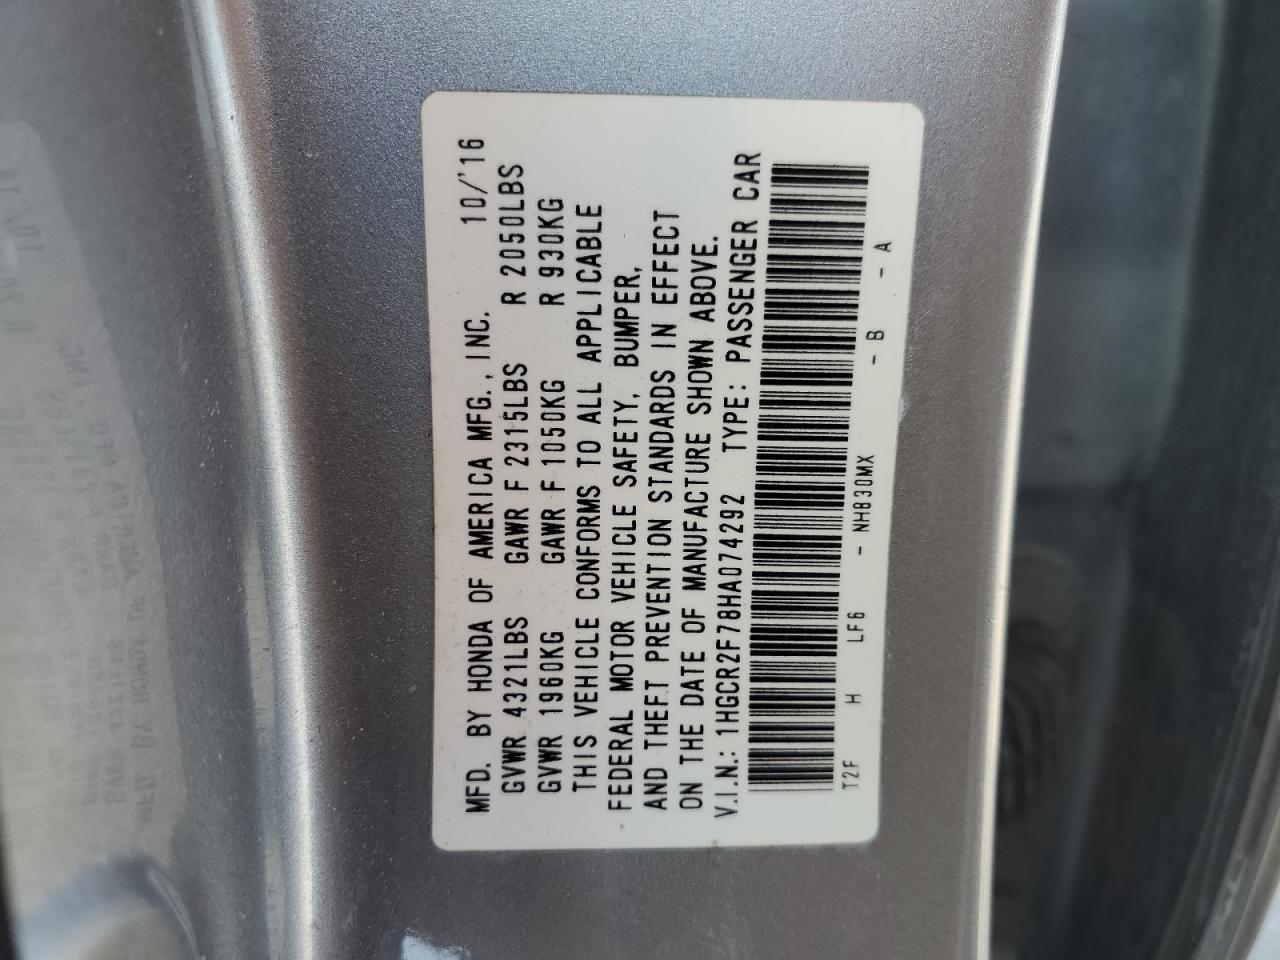 MFD. BY HONDA OF AMERICA MFG., INC. 10/'16
GVWR 4321LBS GAWR F 2315LBS R 2050LBS
GVWR 1960KG GAWR F 1050KG R 930KG
THIS VEHICLE CONFORMS TO ALL APPLICABLE
FEDERAL MOTOR VEHICLE SAFETY, BUMPER,
AND THEFT PREVENTION STANDARDS IN EFFECT
ON THE DATE OF MANUFACTURE SHOWN ABOVE.
V.I.N.: 1HGCR2F78HA074292 TYPE: PASSENGER CAR
T2F H LF6 - NH830MX - B - A